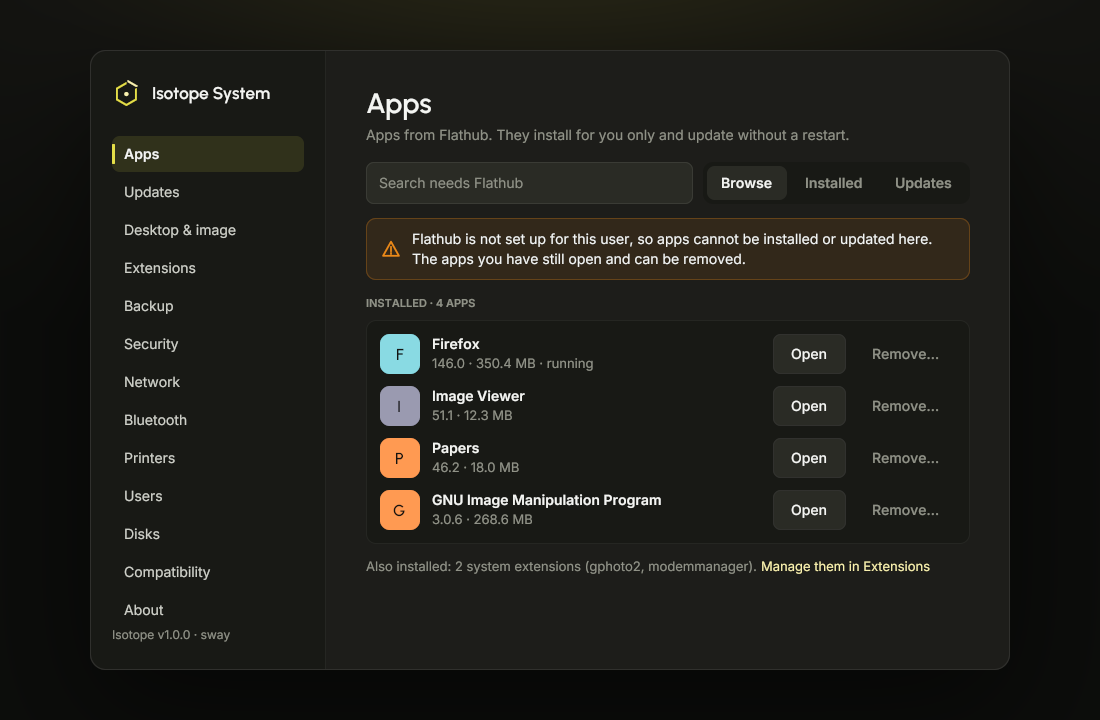 Isotope System
Apps
Updates
Desktop & image
Extensions
Backup
Security
Network
Bluetooth
Printers
Users
Disks
Compatibility
About
Isotope v1.0.0 · sway
Apps
Apps from Flathub. They install for you only and update without a restart.
Search needs Flathub
Browse
Installed
Updates
Flathub is not set up for this user, so apps cannot be installed or updated here.
The apps you have still open and can be removed.
INSTALLED · 4 APPS
F
Firefox
146.0 · 350.4 MB · running
Open
Remove...
I
Image Viewer
51.1 · 12.3 MB
Open
Remove...
P
Papers
46.2 · 18.0 MB
Open
Remove...
G
GNU Image Manipulation Program
3.0.6 · 268.6 MB
Open
Remove...
Also installed: 2 system extensions (gphoto2, modemmanager). Manage them in Extensions